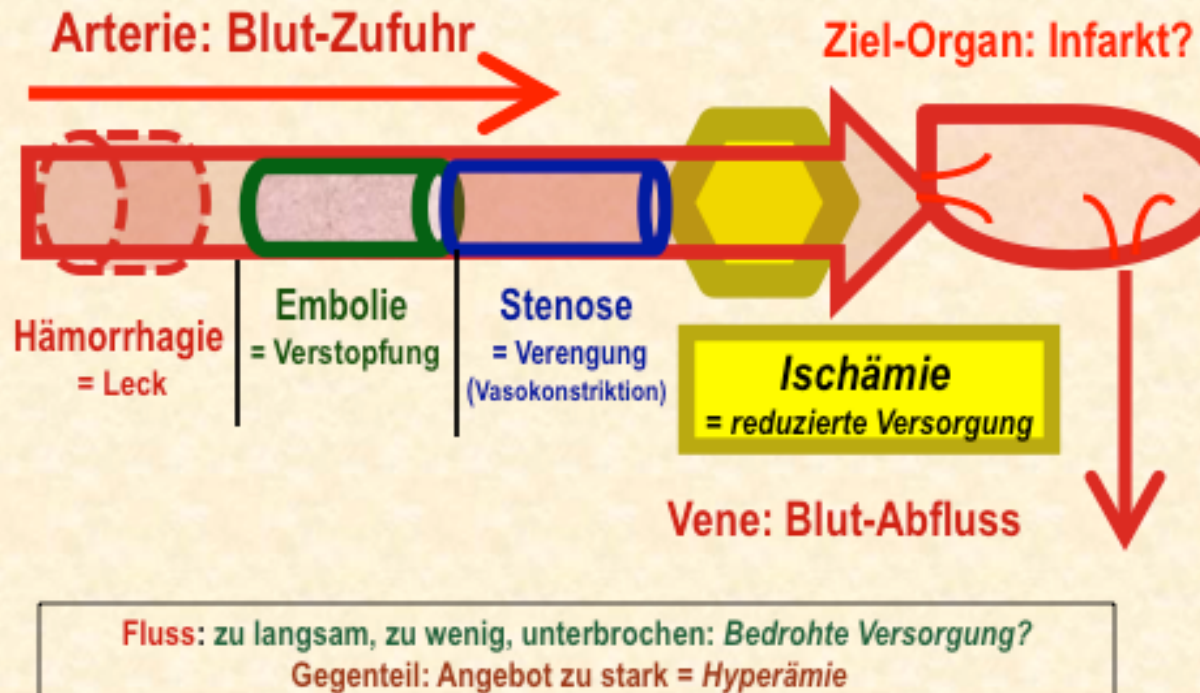 Arterie: Blut-Zufuhr
Ziel-Organ: Infarkt?
Hämorrhagie
= Leck
Embolie
= Verstopfung
Stenose
= Verengung
(Vasokonstriktion)
Ischämie
= reduzierte Versorgung
Vene: Blut-Abfluss
Fluss: zu langsam, zu wenig, unterbrochen: Bedrohte Versorgung?
Gegenteil: Angebot zu stark = Hyperämie